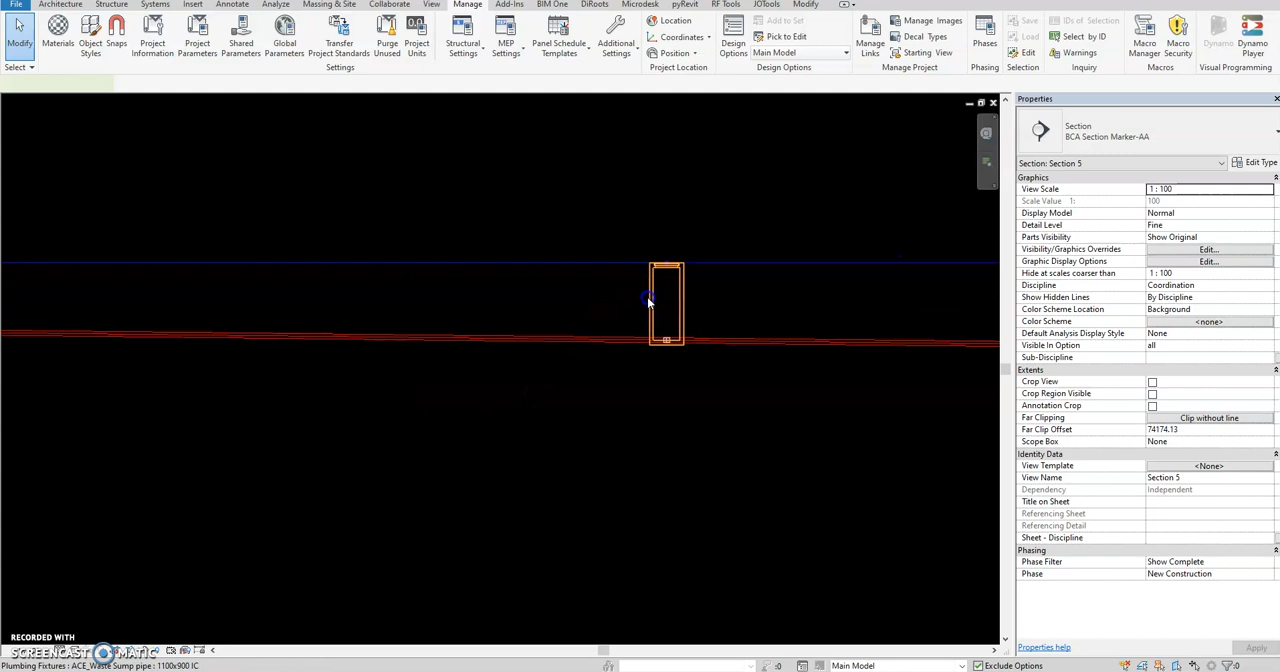 File Architecture Structure Systems Insert Annotate Analyze Massing & Site Collaborate View Manage Add-Ins BIM One DiRoots Microdesk pyRevit RF Tools JOTools Modify
Modify
Materials
Object
Styles
Snaps
Project
Information
Project
Parameters
Shared
Parameters
Global
Parameters
Transfer
Project Standards
Purge
Unused
Project
Units
Structural
Settings
MEP
Settings
Panel Schedule
Templates
Additional
Settings
Location
Coordinates
Position
Design
Options
Add to Set
Pick to Edit
Main Model
Manage
Links
Manage Images
Decal Types
Starting View
Phases
Save
Load
Edit
IDs of Selection
Select by ID
Warnings
Macro
Manager
Macro
Security
Dynamo
Dynamo
Player
Select
Settings
Project Location
Design Options
Manage Project
Phasing
Selection
Inquiry
Macros
Visual Programming
Properties
Section
BCA Section Marker-AA
Section: Section 5
Edit Type
Graphics
View Scale 1 : 100
Scale Value 1: 100
Display Model Normal
Detail Level Fine
Parts Visibility Show Original
Visibility/Graphics Overrides Edit...
Graphic Display Options Edit...
Hide at scales coarser than 1 : 100
Discipline Coordination
Show Hidden Lines By Discipline
Color Scheme Location Background
Color Scheme <none>
Default Analysis Display Style None
Visible In Option all
Sub-Discipline
Extents
Crop View
Crop Region Visible
Annotation Crop
Far Clipping Clip without line
Far Clip Offset 74174.13
Scope Box None
Identity Data
View Template <None>
View Name Section 5
Dependency Independent
Title on Sheet
Referencing Sheet
Referencing Detail
Sheet - Discipline
Phasing
Phase Filter Show Complete
Phase New Construction
Properties help
Apply
RECORDED WITH
SCREENCAST MATIC
Plumbing Fixtures : ACE_Waste Sump pipe : 1100x900 IC
:0
Main Model
Exclude Options